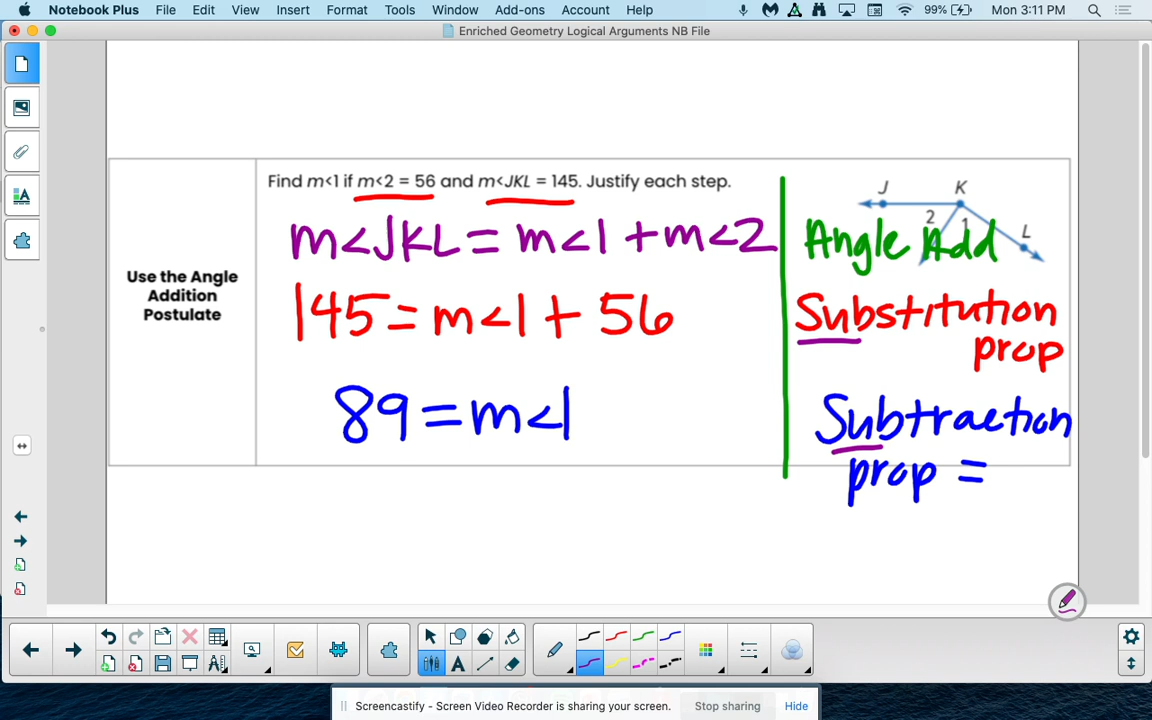 Notebook Plus File Edit View Insert Format Tools Window Add-ons Account Help 99% Mon 3:11 PM
Enriched Geometry Logical Arguments NB File
Find m<1 if m<2 = 56 and m<JKL = 145. Justify each step.
J K
2 1 L
m<JKL = m<1 + m<2 Angle Add
Use the Angle
Addition
Postulate
145 = m<1 + 56 Substitution
prop
89 = m<1 Subtraction
prop =
A
A
Screencastify - Screen Video Recorder is sharing your screen. Stop sharing Hide